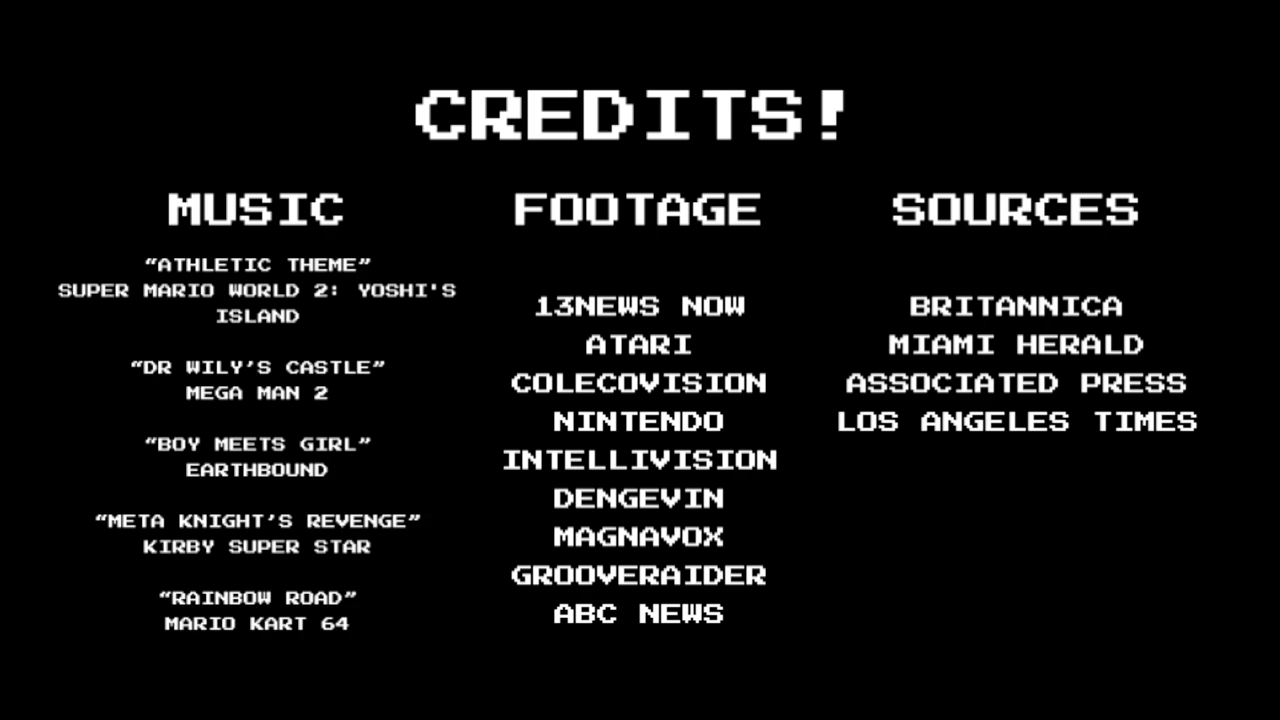 CREDITS!
MUSIC
“ATHLETIC THEME”
SUPER MARIO WORLD 2: YOSHI'S
ISLAND
“DR WILY’S CASTLE”
MEGA MAN 2
“BOY MEETS GIRL”
EARTHBOUND
“META KNIGHT’S REVENGE”
KIRBY SUPER STAR
“RAINBOW ROAD”
MARIO KART 64
FOOTAGE
13NEWS NOW
ATARI
COLECOVISION
NINTENDO
INTELLIVISION
DENGEVIN
MAGNAVOX
GROOVERAIDER
ABC NEWS
SOURCES
BRITANNICA
MIAMI HERALD
ASSOCIATED PRESS
LOS ANGELES TIMES